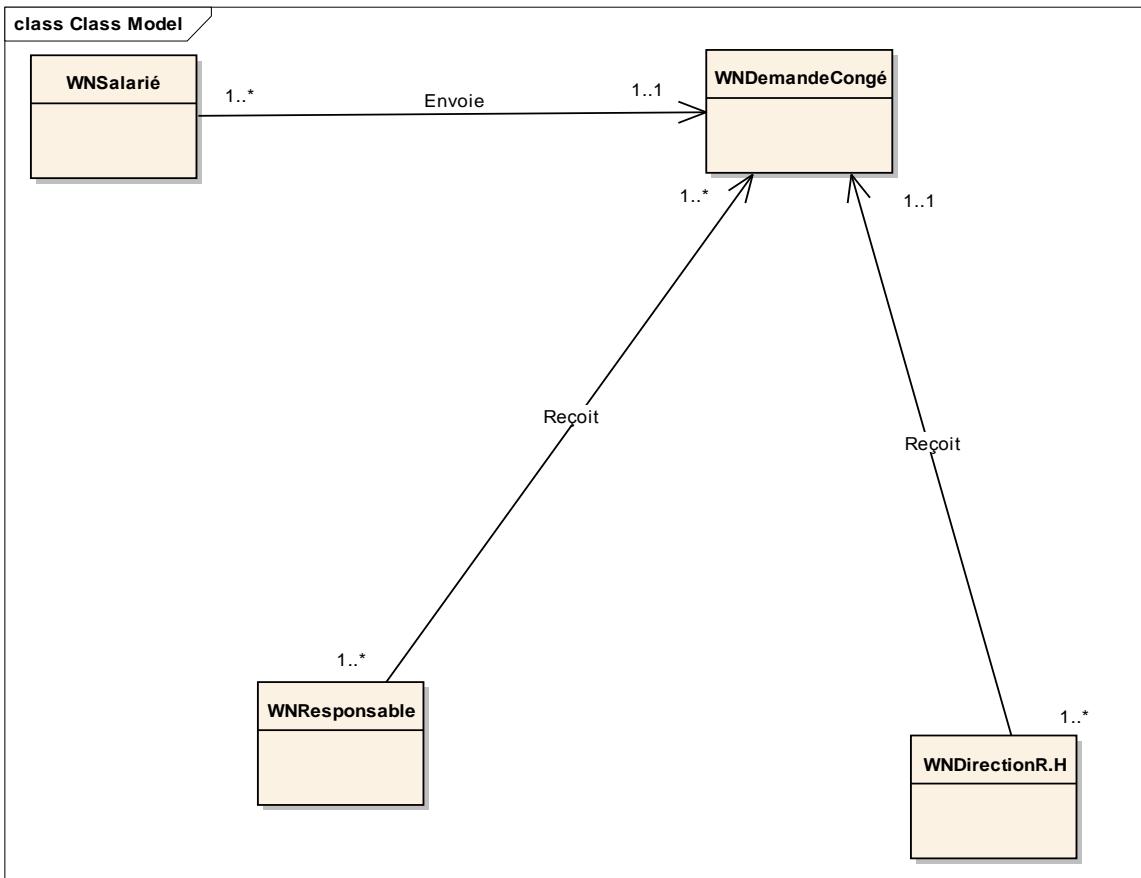 class Class Model
WNSalarié
WNDemandeCongé
1..*
Envoie
1..1
1..*
1..1
Reçoit
Reçoit
1..*
WNResponsable
1..*
WNDirectionR.H